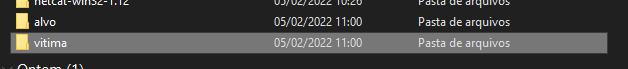 netcat-win32-1.12 05/02/2022 10:26 Pasta de arquivos
alvo 05/02/2022 11:00 Pasta de arquivos
vitima 05/02/2022 11:00 Pasta de arquivos
Ontem (1)